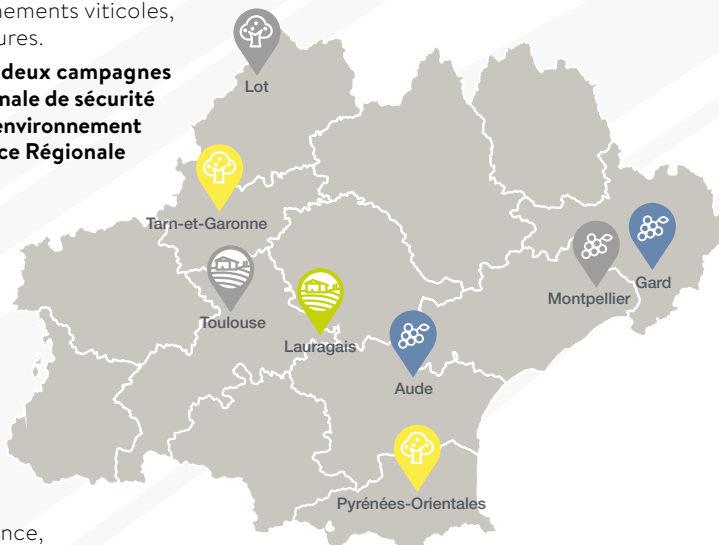 nements viticoles,
ures.
deux campagnes
nale de sécurité
environnement
ce Régionale
Lot
Tarn-et-Garonne
Toulouse
Lauragais
Montpellier
Gard
Aude
Pyrénées-Orientales
nce,